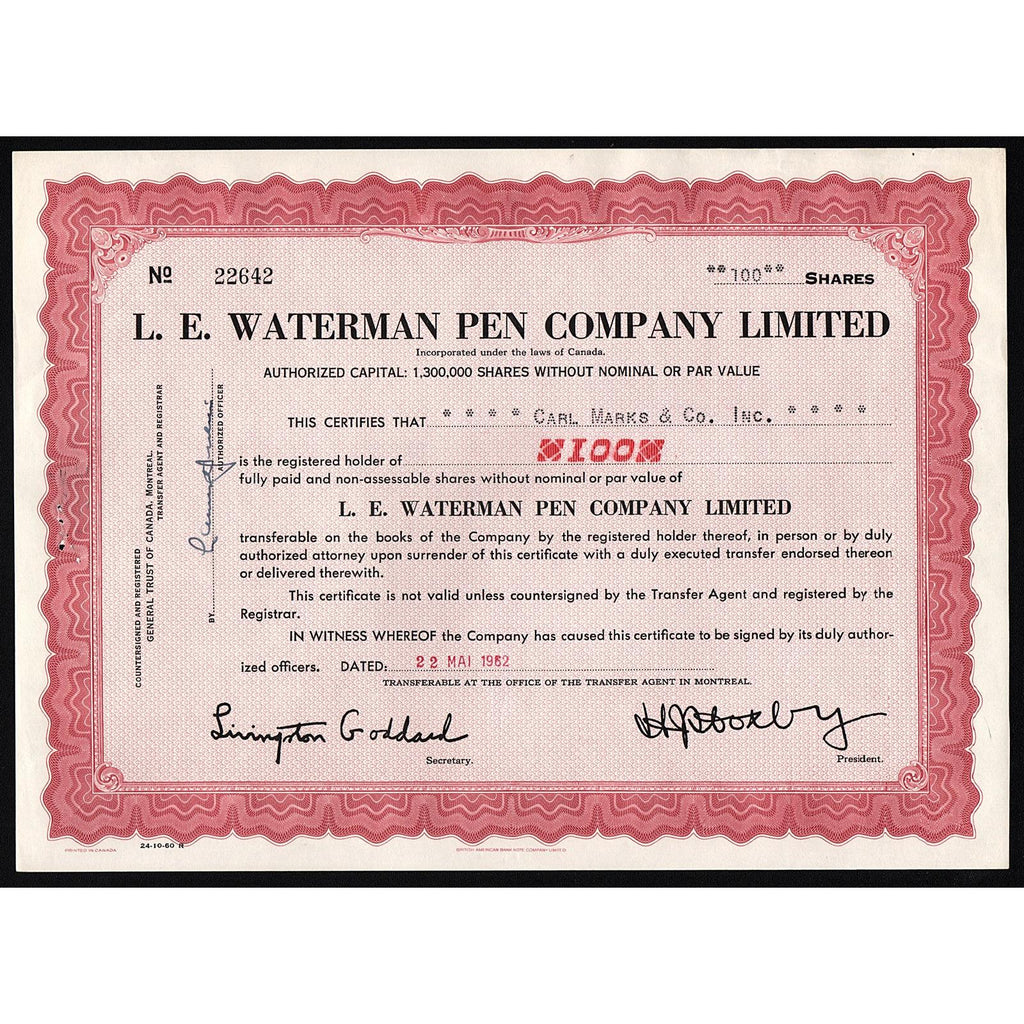 Nº 22642
**100** SHARES
L. E. WATERMAN PEN COMPANY LIMITED
Incorporated under the laws of Canada.
AUTHORIZED CAPITAL: 1,300,000 SHARES WITHOUT NOMINAL OR PAR VALUE
THIS CERTIFIES THAT * * * * CARL MARKS & CO. INC. * * * *
is the registered holder of 100
fully paid and non-assessable shares without nominal or par value of
L. E. WATERMAN PEN COMPANY LIMITED
transferable on the books of the Company by the registered holder thereof, in person or by duly
authorized attorney upon surrender of this certificate with a duly executed transfer endorsed thereon
or delivered therewith.
This certificate is not valid unless countersigned by the Transfer Agent and registered by the
Registrar.
IN WITNESS WHEREOF the Company has caused this certificate to be signed by its duly author-
ized officers. DATED: 22 MAI 1962
TRANSFERABLE AT THE OFFICE OF THE TRANSFER AGENT IN MONTREAL.
Livingston Goddard
Secretary.
President.
COUNTERSIGNED AND REGISTERED
GENERAL TRUST OF CANADA, MONTREAL.
TRANSFER AGENT AND REGISTRAR
BY
AUTHORIZED OFFICER
PRINTED IN CANADA
24-10-60 R
BRITISH AMERICAN BANK NOTE COMPANY LIMITED